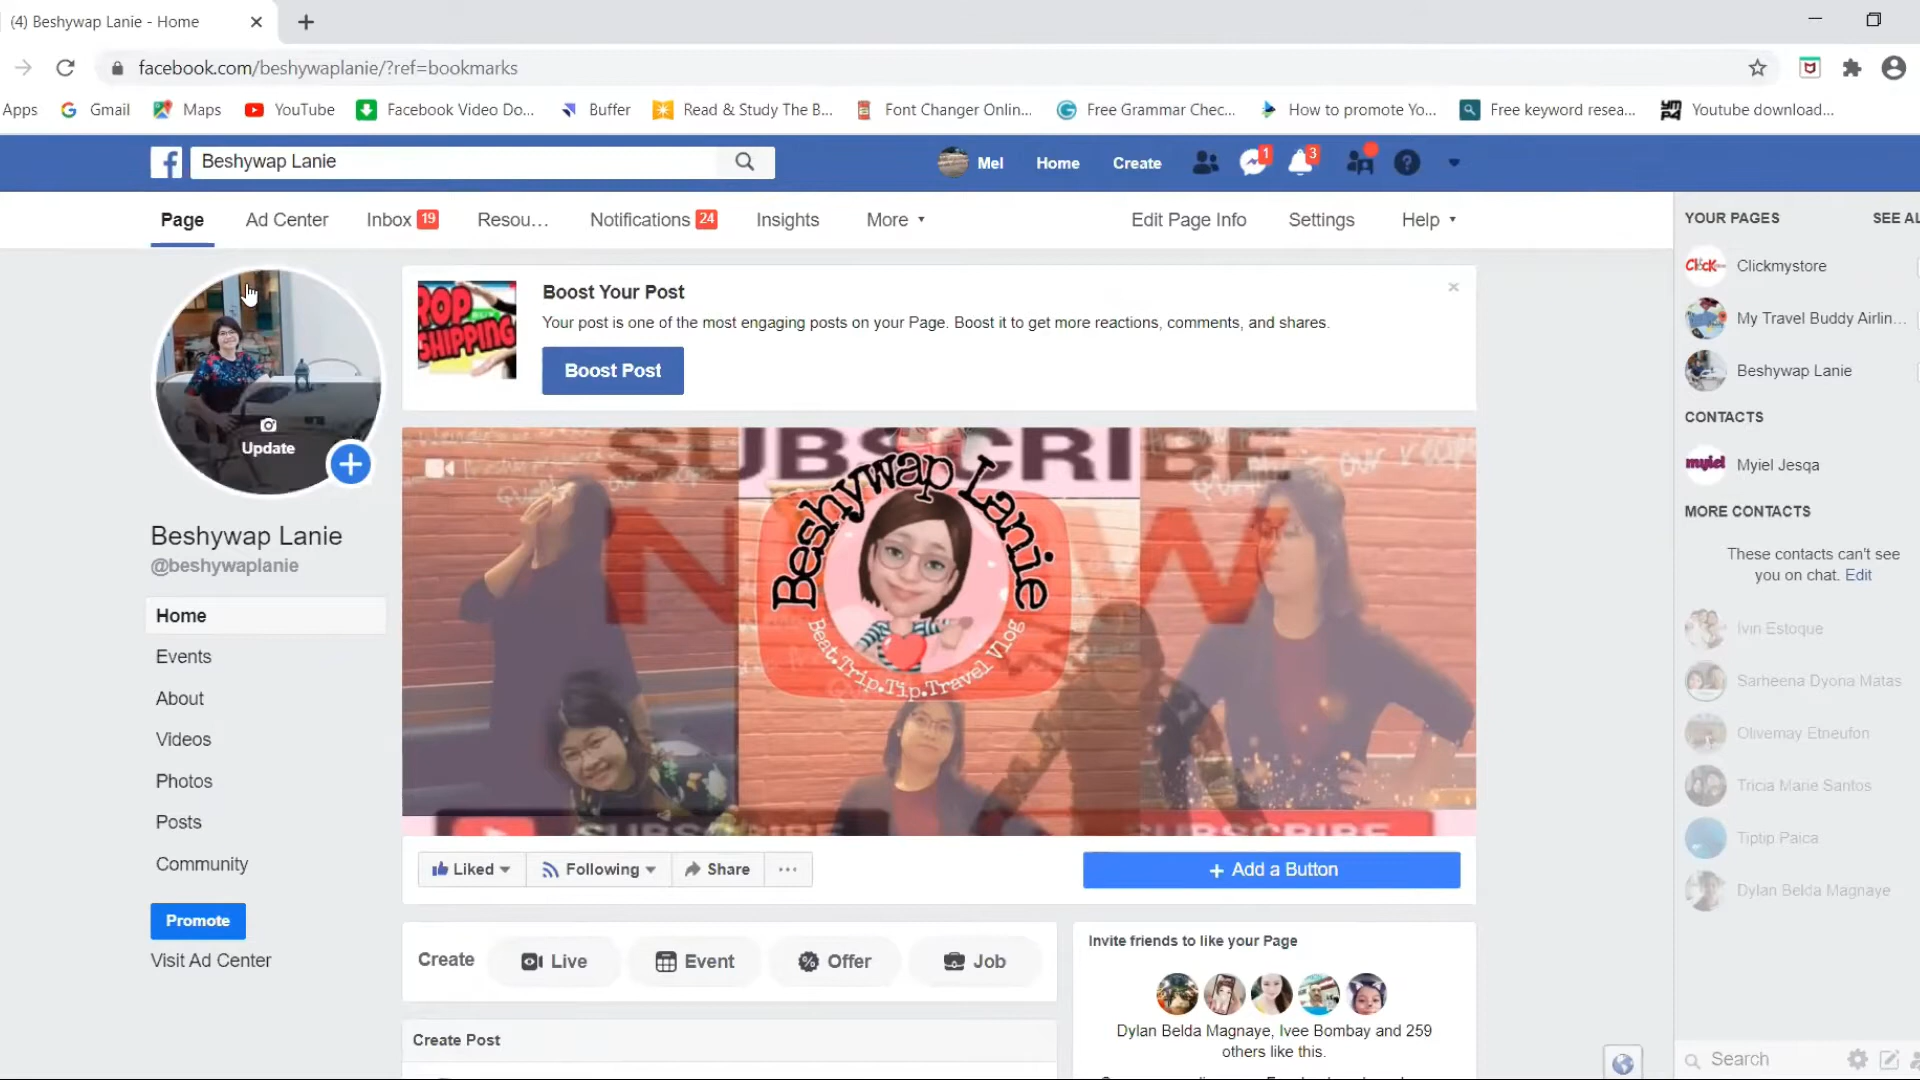 (4) Beshywap Lanie - Home
facebook.com/beshywaplanie/?ref=bookmarks
Apps Gmail Maps YouTube Facebook Video Do... Buffer Read & Study The B... Font Changer Onlin... Free Grammar Chec... How to promote Yo... Free keyword resea... Youtube download...
Beshywap Lanie
Mel Home Create 1 3
Page Ad Center Inbox 19 Resou... Notifications 24 Insights More Edit Page Info Settings Help
YOUR PAGES
Clickmystore
My Travel Buddy Airlin...
Beshywap Lanie
CONTACTS
myiel Myiel Jesqa
MORE CONTACTS
These contacts can't see
you on chat. Edit
Ivin Estoque
Sarheena Dyona Matas
Olivemay Etneufon
Tricia Marie Santos
Tiptip Paica
Dylan Belda Magnaye
Search
Update
Beshywap Lanie
@beshywaplanie
Home
Events
About
Videos
Photos
Posts
Community
Promote
Visit Ad Center
SHIPPING
Boost Your Post
Your post is one of the most engaging posts on your Page. Boost it to get more reactions, comments, and shares.
Boost Post
SUBSCRIBE
Beshywap Lanie
Beat.Trip.Tip.Travel Vlog
Liked Following Share
+ Add a Button
Create Live Event Offer Job
Create Post
Invite friends to like your Page
Dylan Belda Magnaye, Ivee Bombay and 259
others like this.